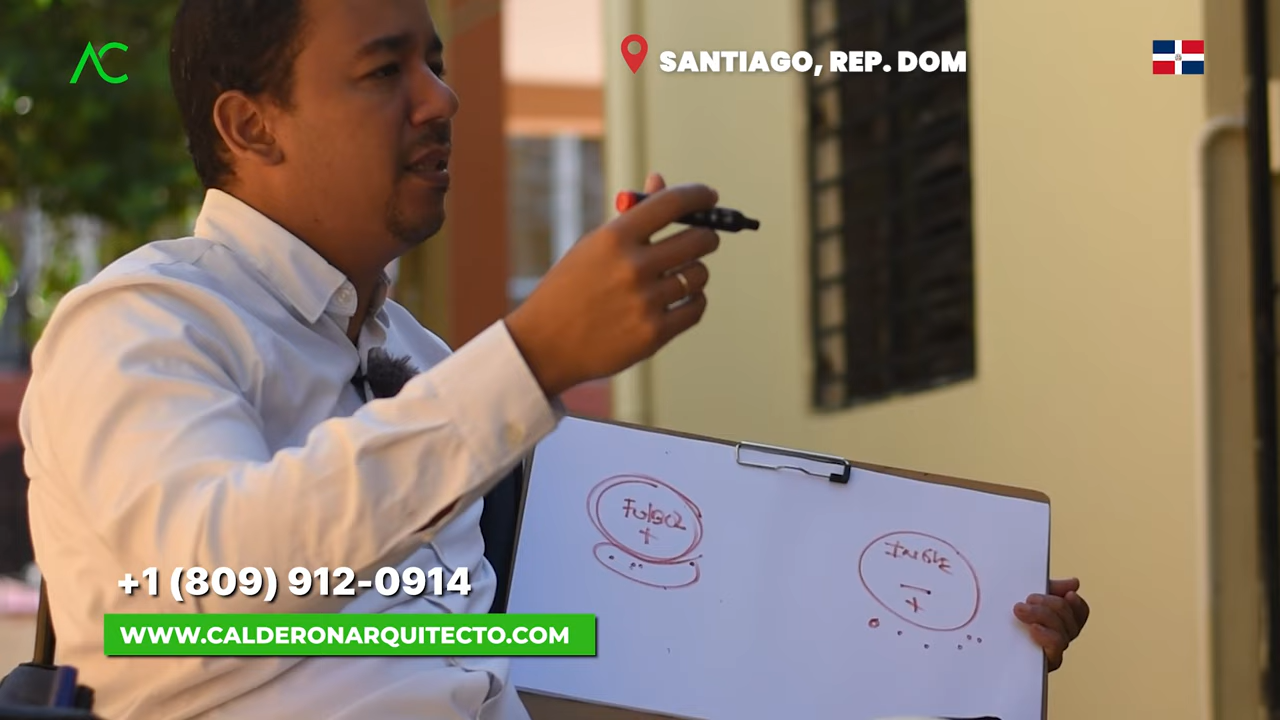 AC
SANTIAGO, REP. DOM
+
-
+
+1 (809) 912-0914
WWW.CALDERONARQUITECTO.COM